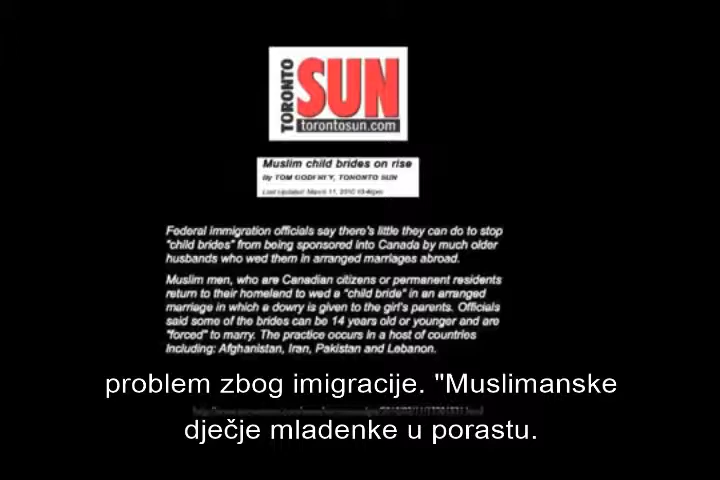 TORONTO
SUN
torontosun.com
Muslim child brides on rise
By TOM GODFREY, TORONTO SUN
Last Updated: March 11, 2010
Federal immigration officials say there's little they can do to stop
"child brides" from being sponsored into Canada by much older
husbands who wed them in arranged marriages abroad.
Muslim men, who are Canadian citizens or permanent residents
return to their homeland to wed a "child bride" in an arranged
marriage in which a dowry is given to the girl's parents. Officials
said some of the brides can be 14 years old or younger and are
"forced" to marry. The practice occurs in a host of countries
including: Afghanistan, Iran, Pakistan and Lebanon.
problem zbog imigracije. "Muslimanske
dječje mladenke u porastu.